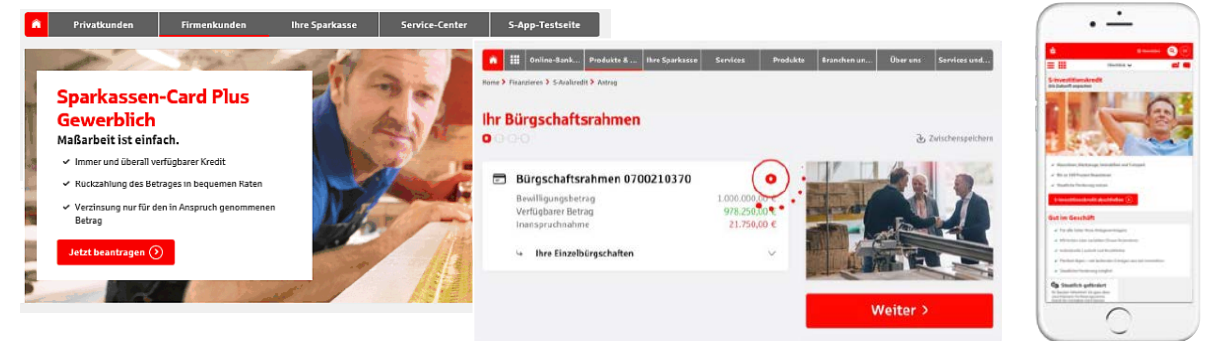 Privatkunden Firmenkunden Ihre Sparkasse Service-Center S-App-Testseite
Sparkassen-Card Plus
Gewerblich
Maßarbeit ist einfach.
Immer und überall verfügbarer Kredit
Rückzahlung des Betrages in bequemen Raten
Verzinsung nur für den in Anspruch genommenen
Betrag
Jetzt beantragen
Online-Bank... Produkte & ... Ihre Sparkasse Services Produkte Branchen un... Über uns Services und...
Home > Finanzieren > S-Avalkredit > Antrag
Ihr Bürgschaftsrahmen
Zwischenspeichern
Bürgschaftsrahmen 0700210370
Bewilligungsbetrag 1.000.000,00 €
Verfügbarer Betrag 978.250,00 €
Inanspruchnahme 21.750,00 €
Ihre Einzelbürgschaften
Weiter >
S-Investitionskredit
Gut im Geschäft
Staatlich gefördert